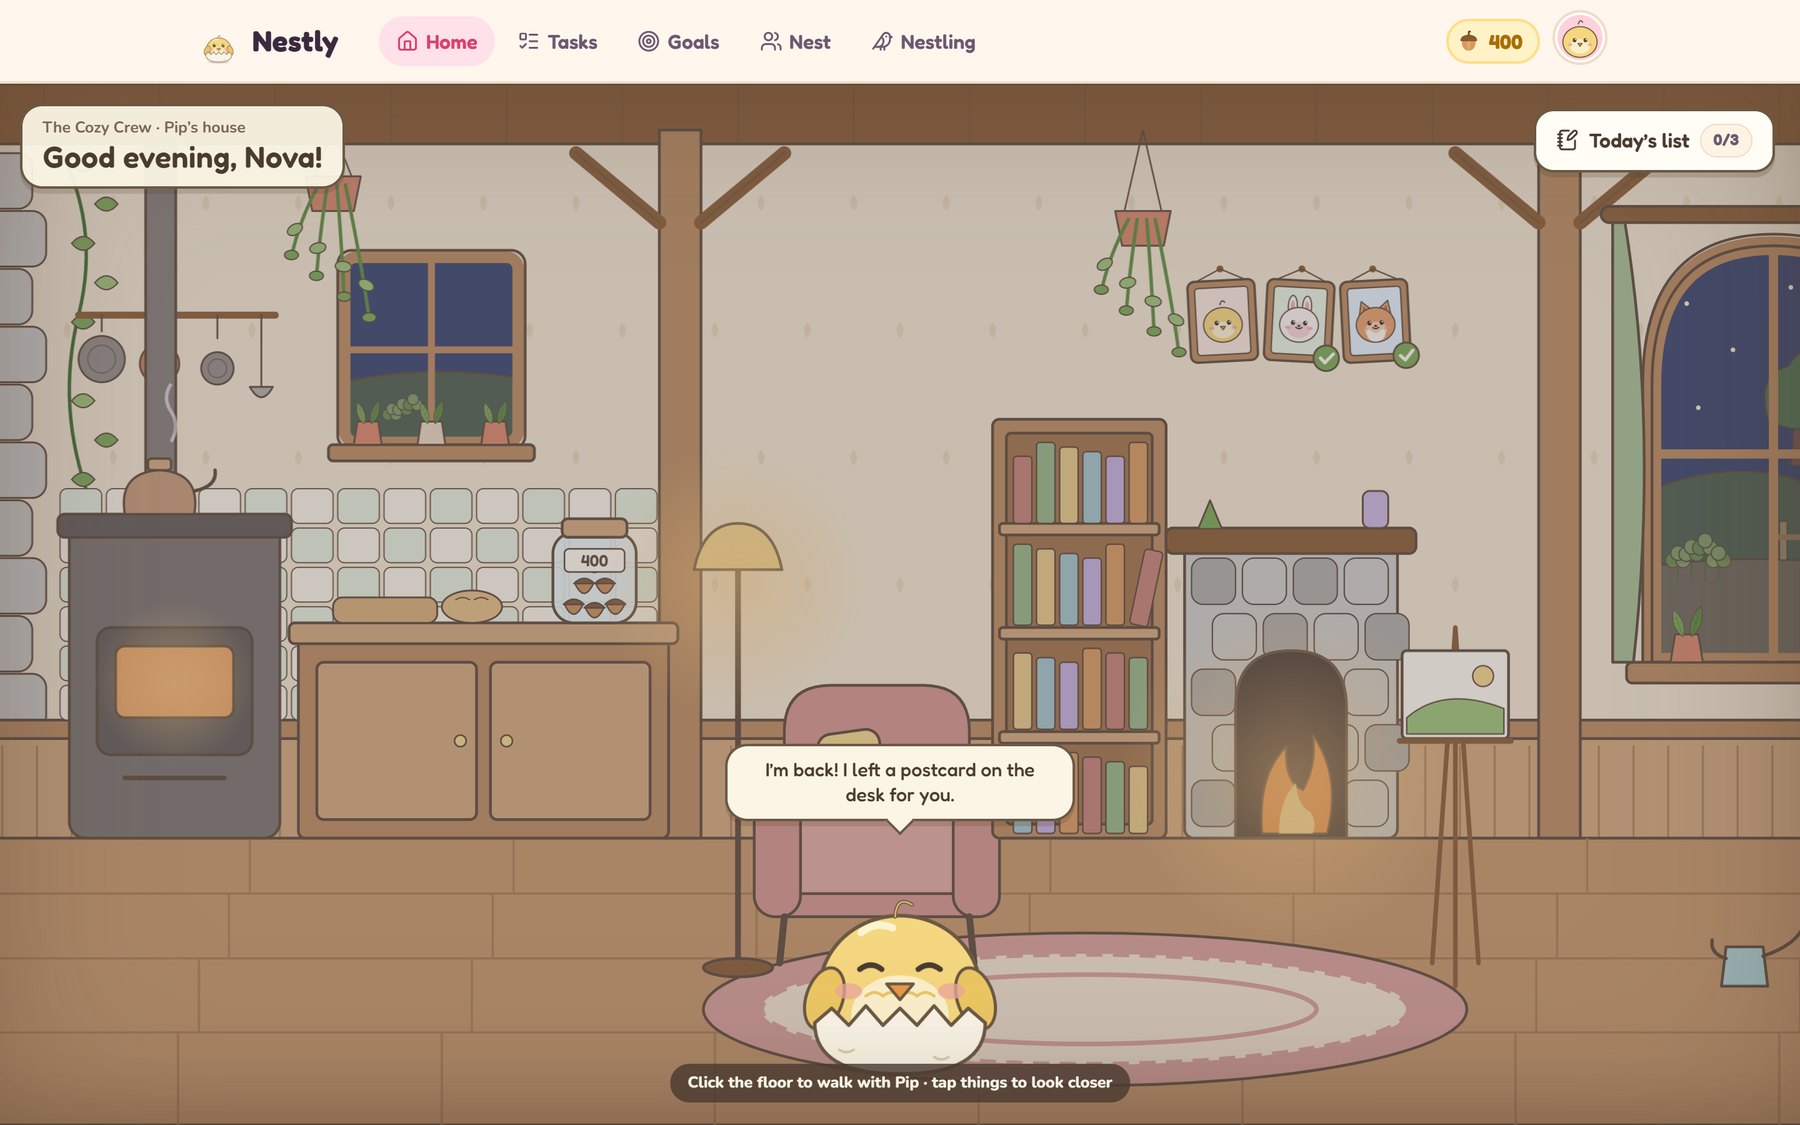 Nestly
Home
Tasks
Goals
Nest
Nestling
400
The Cozy Crew · Pip's house
Good evening, Nova!
Today's list 0/3
400
I'm back! I left a postcard on the
desk for you.
Click the floor to walk with Pip · tap things to look closer